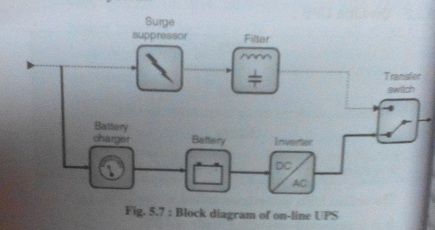 Surge
suppressor
Filter
Transfer
switch
Battery
charger
Battery
Inverter
DC
AC
Fig. 5.7 : Block diagram of on-line UPS